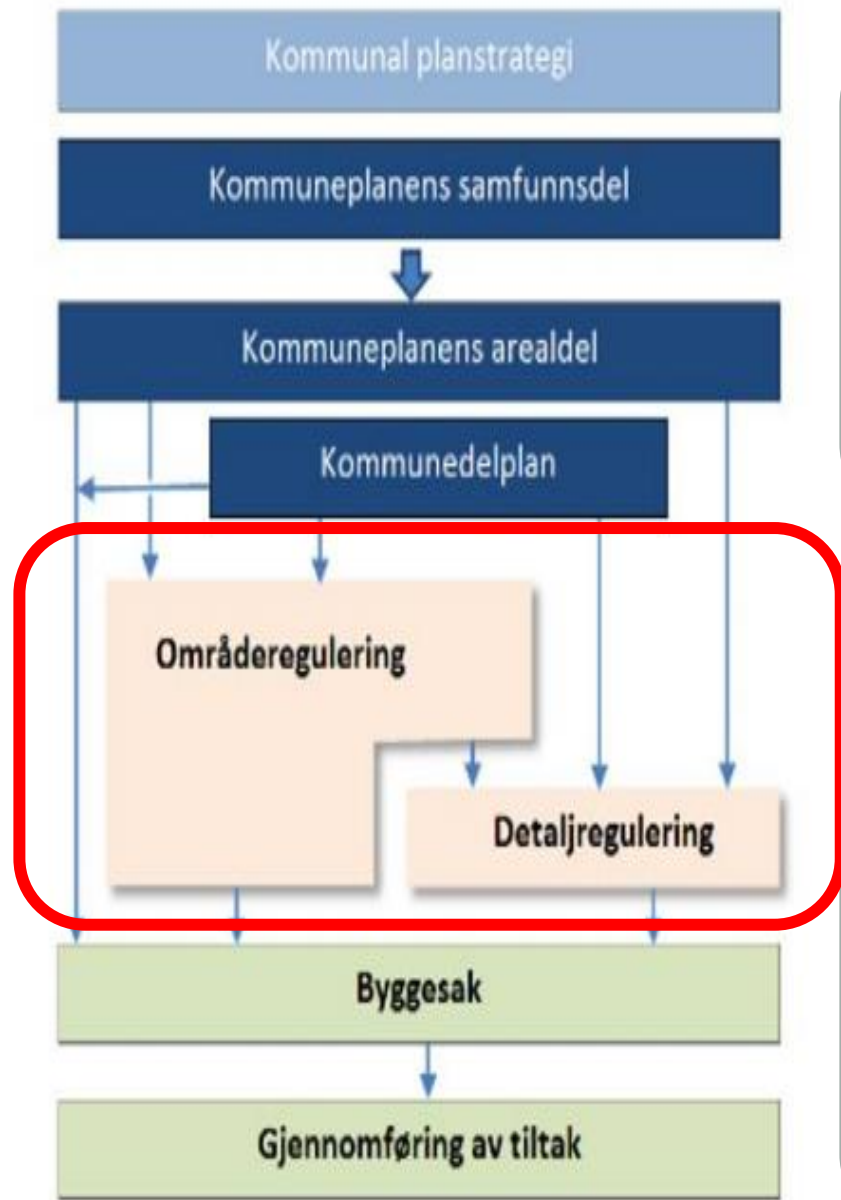 Kommunal planstrategi
Kommuneplanens samfunnsdel
Kommuneplanens arealdel
Kommunedelplan
Områderegulering
Detaljregulering
Byggesak
Gjennomføring av tiltak